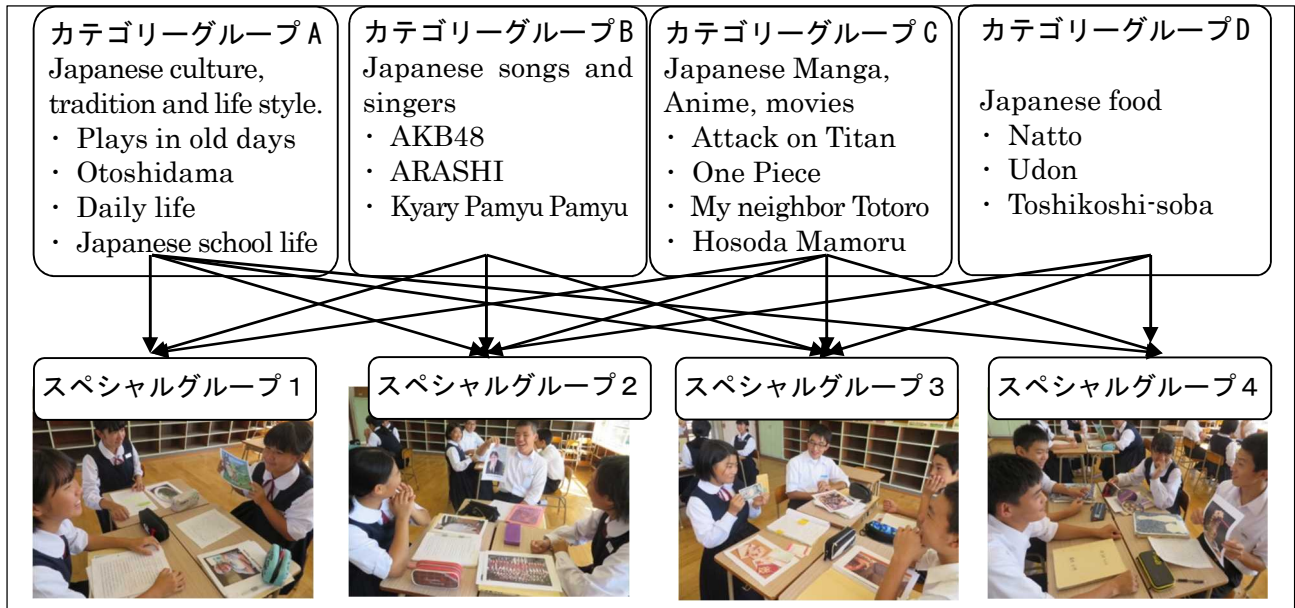 カテゴリーグループA
Japanese culture,
tradition and life style.
・ Plays in old days
・ Otoshidama
・ Daily life
・ Japanese school life
カテゴリーグループB
Japanese songs and
singers
・ AKB48
・ ARASHI
・ Kyary Pamyu Pamyu
カテゴリーグループC
Japanese Manga,
Anime, movies
・ Attack on Titan
・ One Piece
・ My neighbor Totoro
・ Hosoda Mamoru
カテゴリーグループD
Japanese food
・ Natto
・ Udon
・ Toshikoshi-soba
スペシャルグループ1
スペシャルグループ2
スペシャルグループ3
スペシャルグループ4